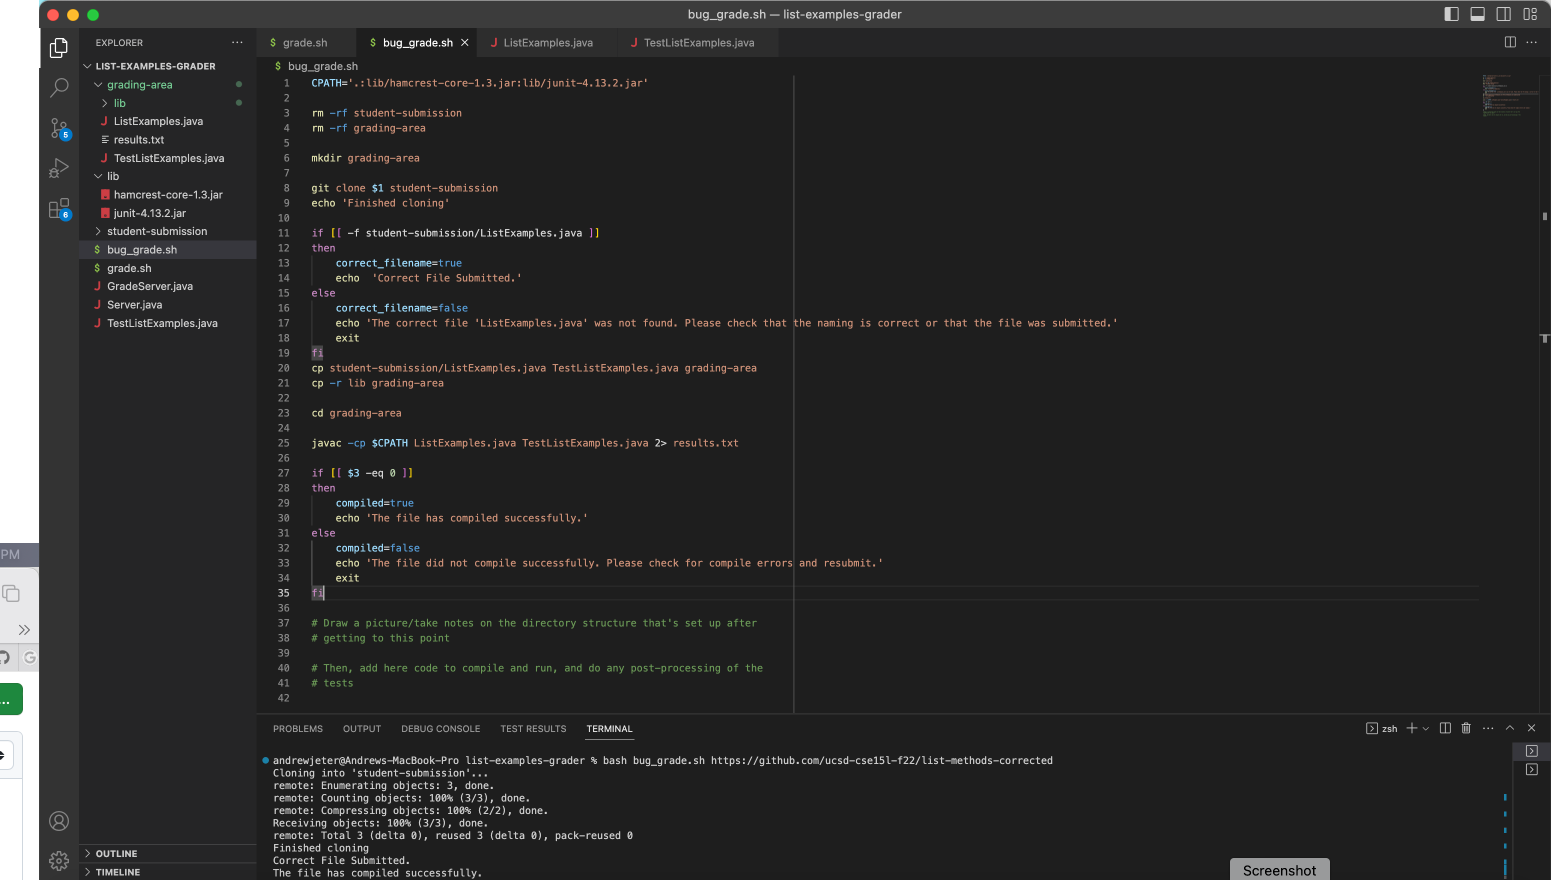 bug_grade.sh — list-examples-grader
EXPLORER
LIST-EXAMPLES-GRADER
grading-area
lib
ListExamples.java
results.txt
TestListExamples.java
lib
hamcrest-core-1.3.jar
junit-4.13.2.jar
student-submission
$ bug_grade.sh
$ grade.sh
GradeServer.java
Server.java
TestListExamples.java
OUTLINE
TIMELINE
5
6
PM
$ grade.sh
$ bug_grade.sh
ListExamples.java
TestListExamples.java
$ bug_grade.sh
1 CPATH='.:lib/hamcrest-core-1.3.jar:lib/junit-4.13.2.jar'
2
3 rm -rf student-submission
4 rm -rf grading-area
5
6 mkdir grading-area
7
8 git clone $1 student-submission
9 echo 'Finished cloning'
10
11 if [[ -f student-submission/ListExamples.java ]]
12 then
13 correct_filename=true
14 echo  'Correct File Submitted.'
15 else
16 correct_filename=false
17 echo 'The correct file 'ListExamples.java' was not found. Please check that the naming is correct or that the file was submitted.'
18 exit
19 fi
20 cp student-submission/ListExamples.java TestListExamples.java grading-area
21 cp -r lib grading-area
22
23 cd grading-area
24
25 javac -cp $CPATH ListExamples.java TestListExamples.java 2> results.txt
26
27 if [[ $3 -eq 0 ]]
28 then
29 compiled=true
30 echo 'The file has compiled successfully.'
31 else
32 compiled=false
33 echo 'The file did not compile successfully. Please check for compile errors and resubmit.'
34 exit
35 fi
36
37 # Draw a picture/take notes on the directory structure that's set up after
38 # getting to this point
39
40 # Then, add here code to compile and run, and do any post-processing of the
41 # tests
42
PROBLEMS OUTPUT DEBUG CONSOLE TEST RESULTS TERMINAL
zsh
andrewjeter@Andrews-MacBook-Pro list-examples-grader % bash bug_grade.sh https://github.com/ucsd-cse15l-f22/list-methods-corrected
Cloning into 'student-submission'...
remote: Enumerating objects: 3, done.
remote: Counting objects: 100% (3/3), done.
remote: Compressing objects: 100% (2/2), done.
Receiving objects: 100% (3/3), done.
remote: Total 3 (delta 0), reused 3 (delta 0), pack-reused 0
Finished cloning
Correct File Submitted.
The file has compiled successfully.
Screenshot